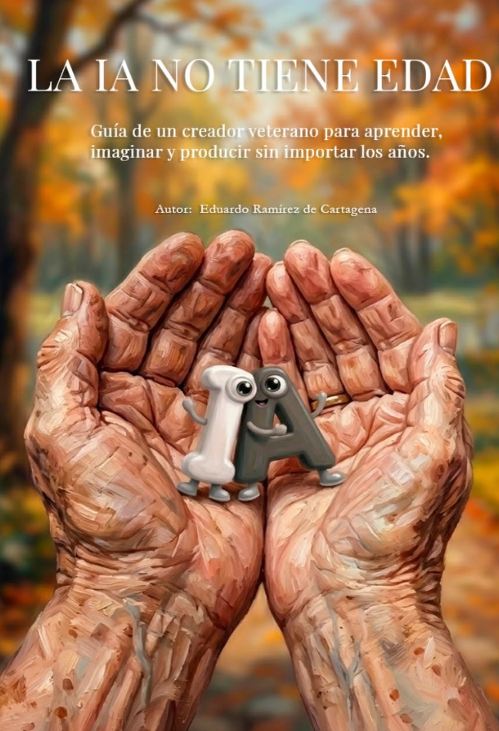 LA IA NO TIENE EDAD
Guía de un creador veterano para aprender,
imaginar y producir sin importar los años.
Autor: Eduardo Ramírez de Cartagena
IA